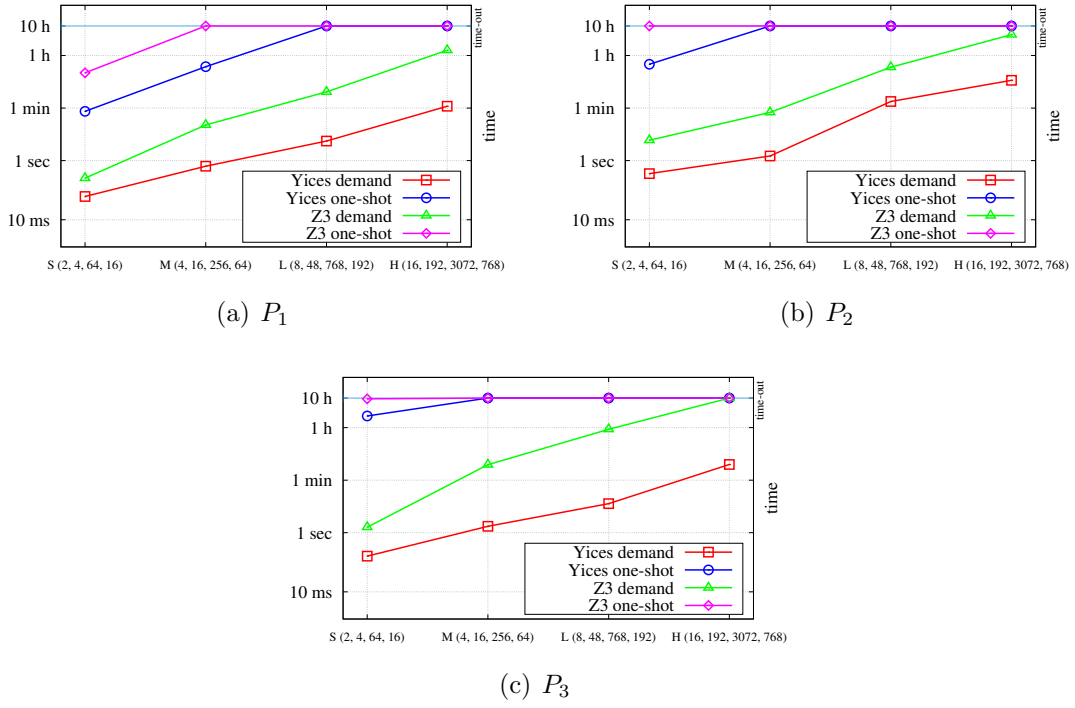 10 h
1 h
1 min
1 sec
10 ms
time-out
time
Yices demand
Yices one-shot
Z3 demand
Z3 one-shot
S (2, 4, 64, 16)
M (4, 16, 256, 64)
L (8, 48, 768, 192)
H (16, 192, 3072, 768)
(a) P1
10 h
1 h
1 min
1 sec
10 ms
time-out
time
Yices demand
Yices one-shot
Z3 demand
Z3 one-shot
S (2, 4, 64, 16)
M (4, 16, 256, 64)
L (8, 48, 768, 192)
H (16, 192, 3072, 768)
(b) P2
10 h
1 h
1 min
1 sec
10 ms
time-out
time
Yices demand
Yices one-shot
Z3 demand
Z3 one-shot
S (2, 4, 64, 16)
M (4, 16, 256, 64)
L (8, 48, 768, 192)
H (16, 192, 3072, 768)
(c) P3